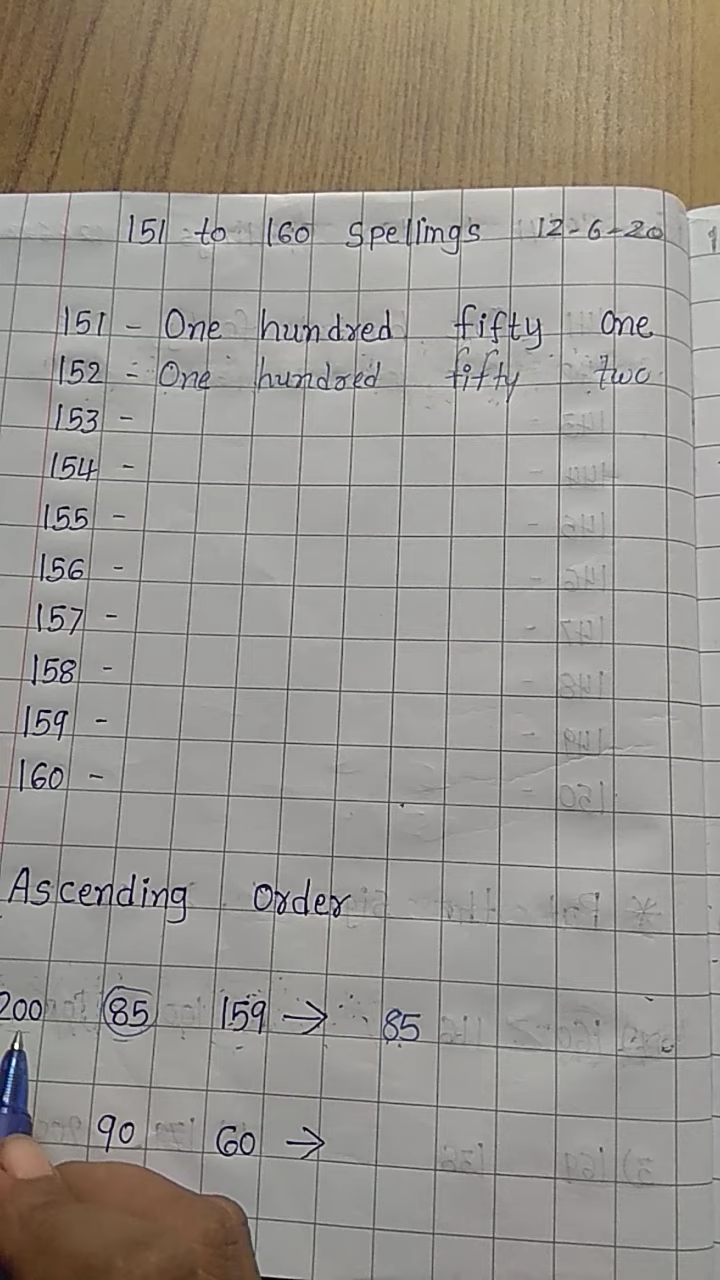 151 to 160 Spellings 12-6-20
151 - One hundred fifty one
152 - One hundred fifty two
153 -
154 -
155 -
156 -
157 -
158 -
159 -
160 -
Ascending Order
200 85 159 → 85
90 60 →